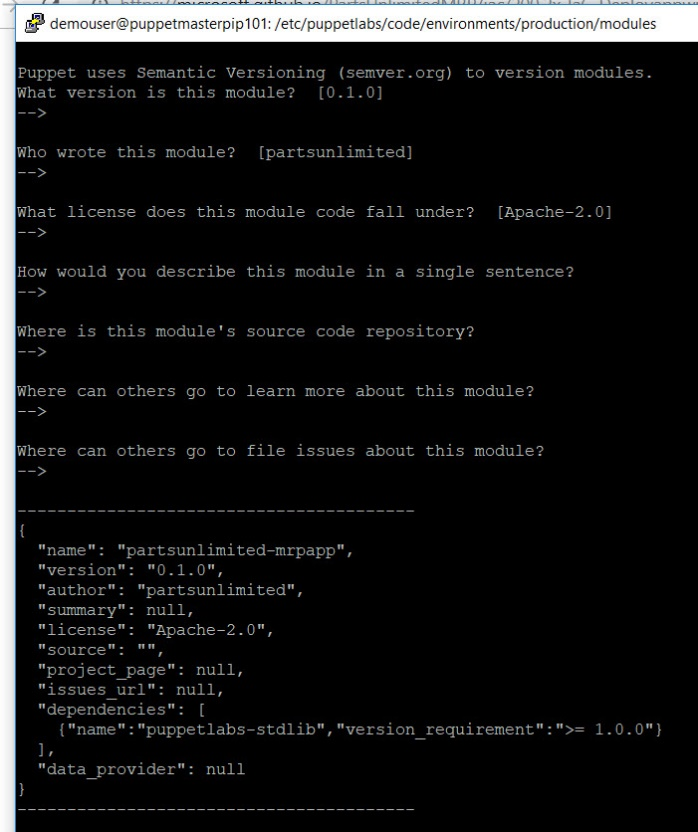 demouser@puppetmasterpip101: /etc/puppetlabs/code/environments/production/modules
Puppet uses Semantic Versioning (semver.org) to version modules.
What version is this module?  [0.1.0]
-->
Who wrote this module?  [partsunlimited]
-->
What license does this module code fall under?  [Apache-2.0]
-->
How would you describe this module in a single sentence?
-->
Where is this module's source code repository?
-->
Where can others go to learn more about this module?
-->
Where can others go to file issues about this module?
-->
----------------------------------------
{
  "name": "partsunlimited-mrpapp",
  "version": "0.1.0",
  "author": "partsunlimited",
  "summary": null,
  "license": "Apache-2.0",
  "source": "",
  "project_page": null,
  "issues_url": null,
  "dependencies": [
    {"name":"puppetlabs-stdlib","version_requirement":">= 1.0.0"}
  ],
  "data_provider": null
}
----------------------------------------